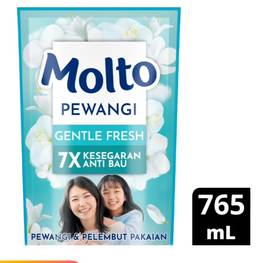 Molto
PEWANGI
GENTLE FRESH
7X KESEGARAN
ANTI BAU
PEWANGI & PELEMBUT PAKAIAN
765
mL